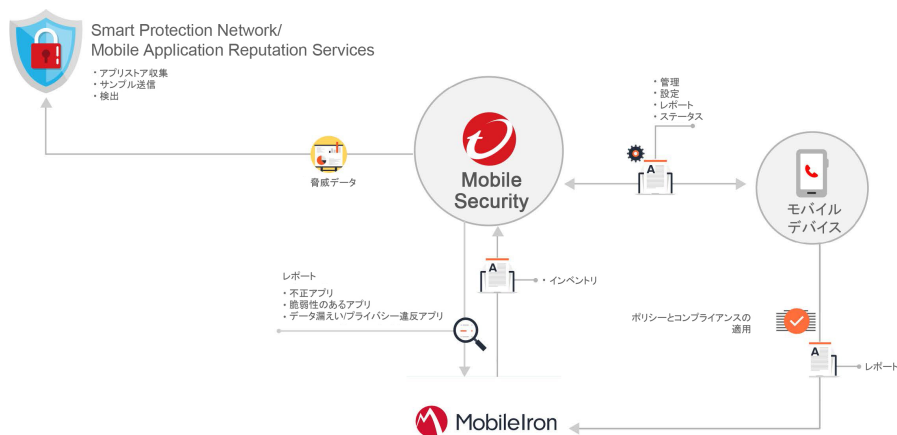 Smart Protection Network/
Mobile Application Reputation Services
・アプリストア収集
・サンプル送信
・検出
・管理
・設定
・レポート
・ステータス
脅威データ
Mobile
Security
A
モバイル
デバイス
レポート
・不正アプリ
・脆弱性のあるアプリ
・データ漏えい/プライバシー違反アプリ
A
・インベントリ
ポリシーとコンプライアンスの
適用
A
レポート
MobileIron